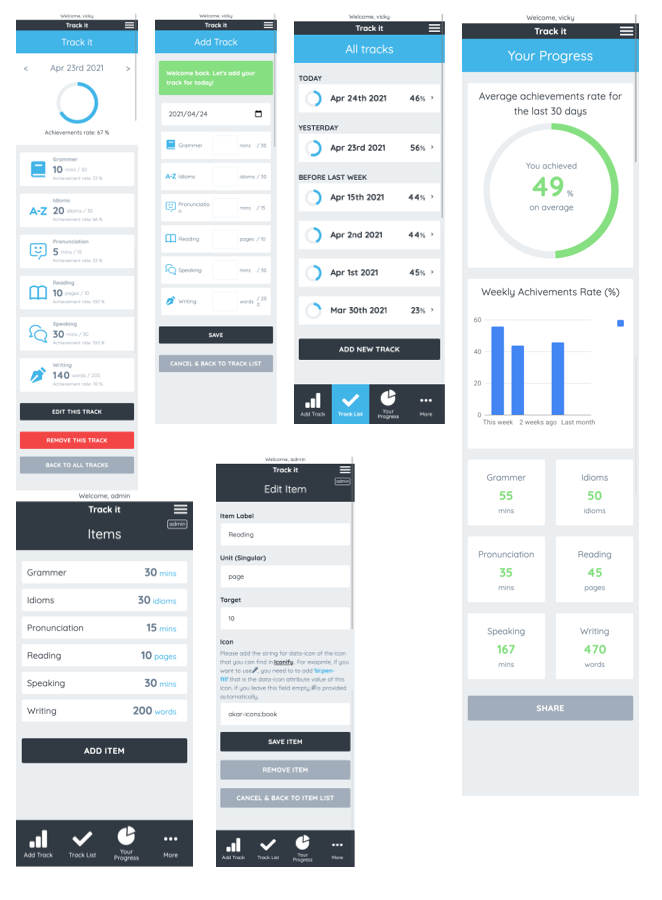 Welcome, vicky
Track it
Track it
< Apr 23rd 2021 >
Achievements rate: 67 %
Grammer
10 mins / 30
Achievement rate: 33 %
Idioms
A-Z 20 idioms / 30
Achievement rate: 66 %
Pronunciation
5 mins / 15
Achievement rate: 33 %
Reading
10 pages / 10
Achievement rate: 100 %
Speaking
30 mins / 30
Achievement rate: 100 %
Writing
140 words / 200
Achievement rate: 70 %
EDIT THIS TRACK
REMOVE THIS TRACK
BACK TO ALL TRACKS
Welcome, vicky
Track it
Add Track
Welcome back. Let's add your
track for today!
2021/04/24
Grammer mins / 30
A-Z Idioms idioms / 30
Pronunciatio
n mins / 15
Reading pages / 10
Speaking mins / 30
Writing words / 20
0
SAVE
CANCEL & BACK TO TRACK LIST
Welcome, vicky
Track it
All tracks
TODAY
Apr 24th 2021 46% >
YESTERDAY
Apr 23rd 2021 56% >
BEFORE LAST WEEK
Apr 15th 2021 44% >
Apr 2nd 2021 44% >
Apr 1st 2021 45% >
Mar 30th 2021 23% >
ADD NEW TRACK
Add Track Track List Your Progress More
Welcome, vicky
Track it
Your Progress
Average achievements rate for
the last 30 days
You achieved
49 %
on average
Weekly Achivements Rate (%)
60
40
20
0
This week 2 weeks ago Last month
Grammer
55
mins
Idioms
50
idioms
Pronunciation
35
mins
Reading
45
pages
Speaking
167
mins
Writing
470
words
SHARE
Welcome, admin
Track it
admin
Items
Grammer 30 mins
Idioms 30 idioms
Pronunciation 15 mins
Reading 10 pages
Speaking 30 mins
Writing 200 words
ADD ITEM
Add Track Track List Your Progress More
Welcome, admin
Track it
admin
Edit Item
Item Label
Reading
Unit (Singular)
page
Target
10
Icon
Please add the string for data-icon of the icon
that you can find in Iconify. For exapmle, if you
want to use, you need to to add 'bi:pen-
fill' that is the data-icon attribute value of this
icon. If you leave this field empty, is provided
automatically.
akar-icons:book
SAVE ITEM
REMOVE ITEM
CANCEL & BACK TO ITEM LIST
Add Track Track List Your Progress More